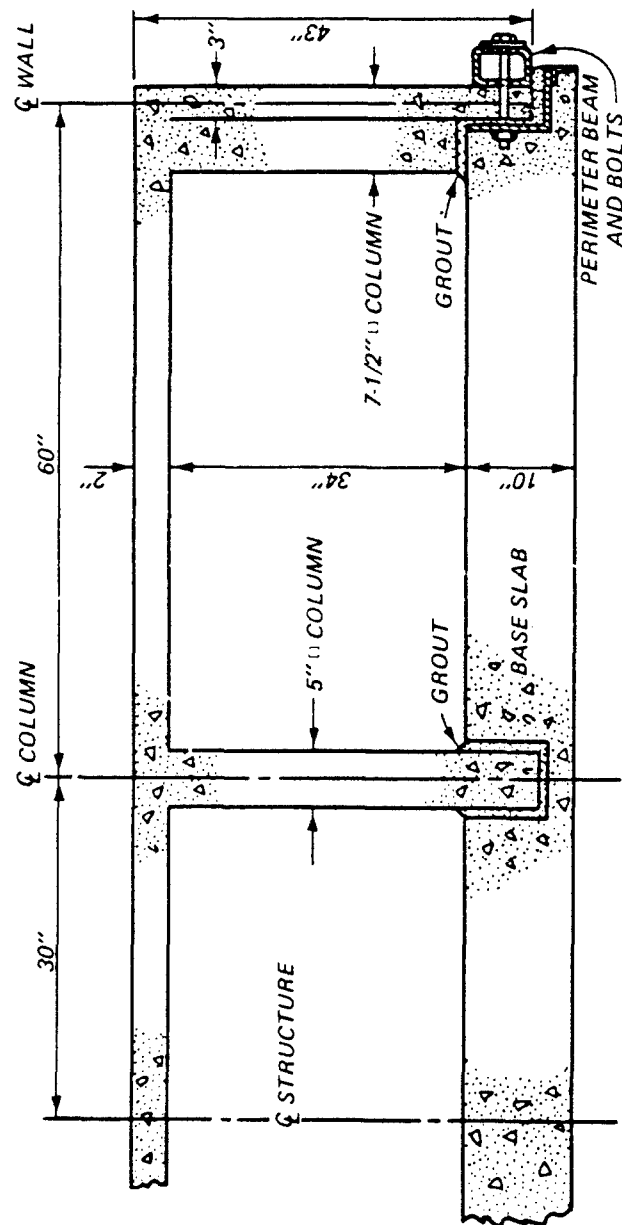 ℄ STRUCTURE
30"
℄ COLUMN
60"
℄ WALL
2"
34"
10"
43"
3"
5" □ COLUMN
7-1/2" □ COLUMN
GROUT
GROUT
BASE SLAB
PERIMETER BEAM
AND BOLTS